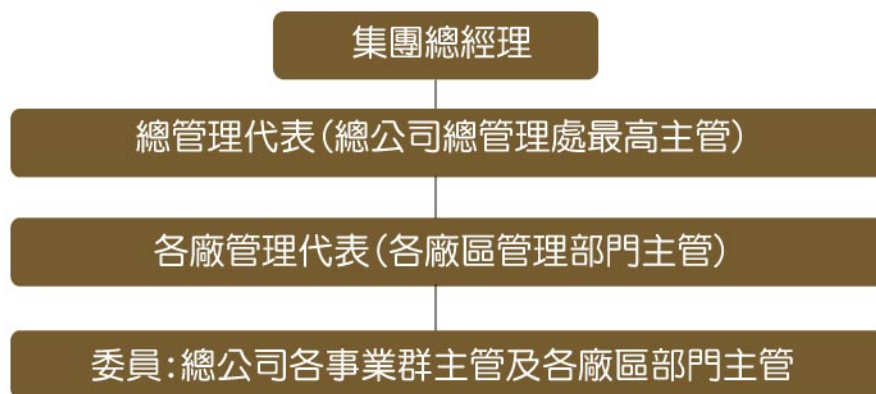 集團總經理
總管理代表(總公司總管理處最高主管)
各廠管理代表(各廠區管理部門主管)
委員:總公司各事業群主管及各廠區部門主管